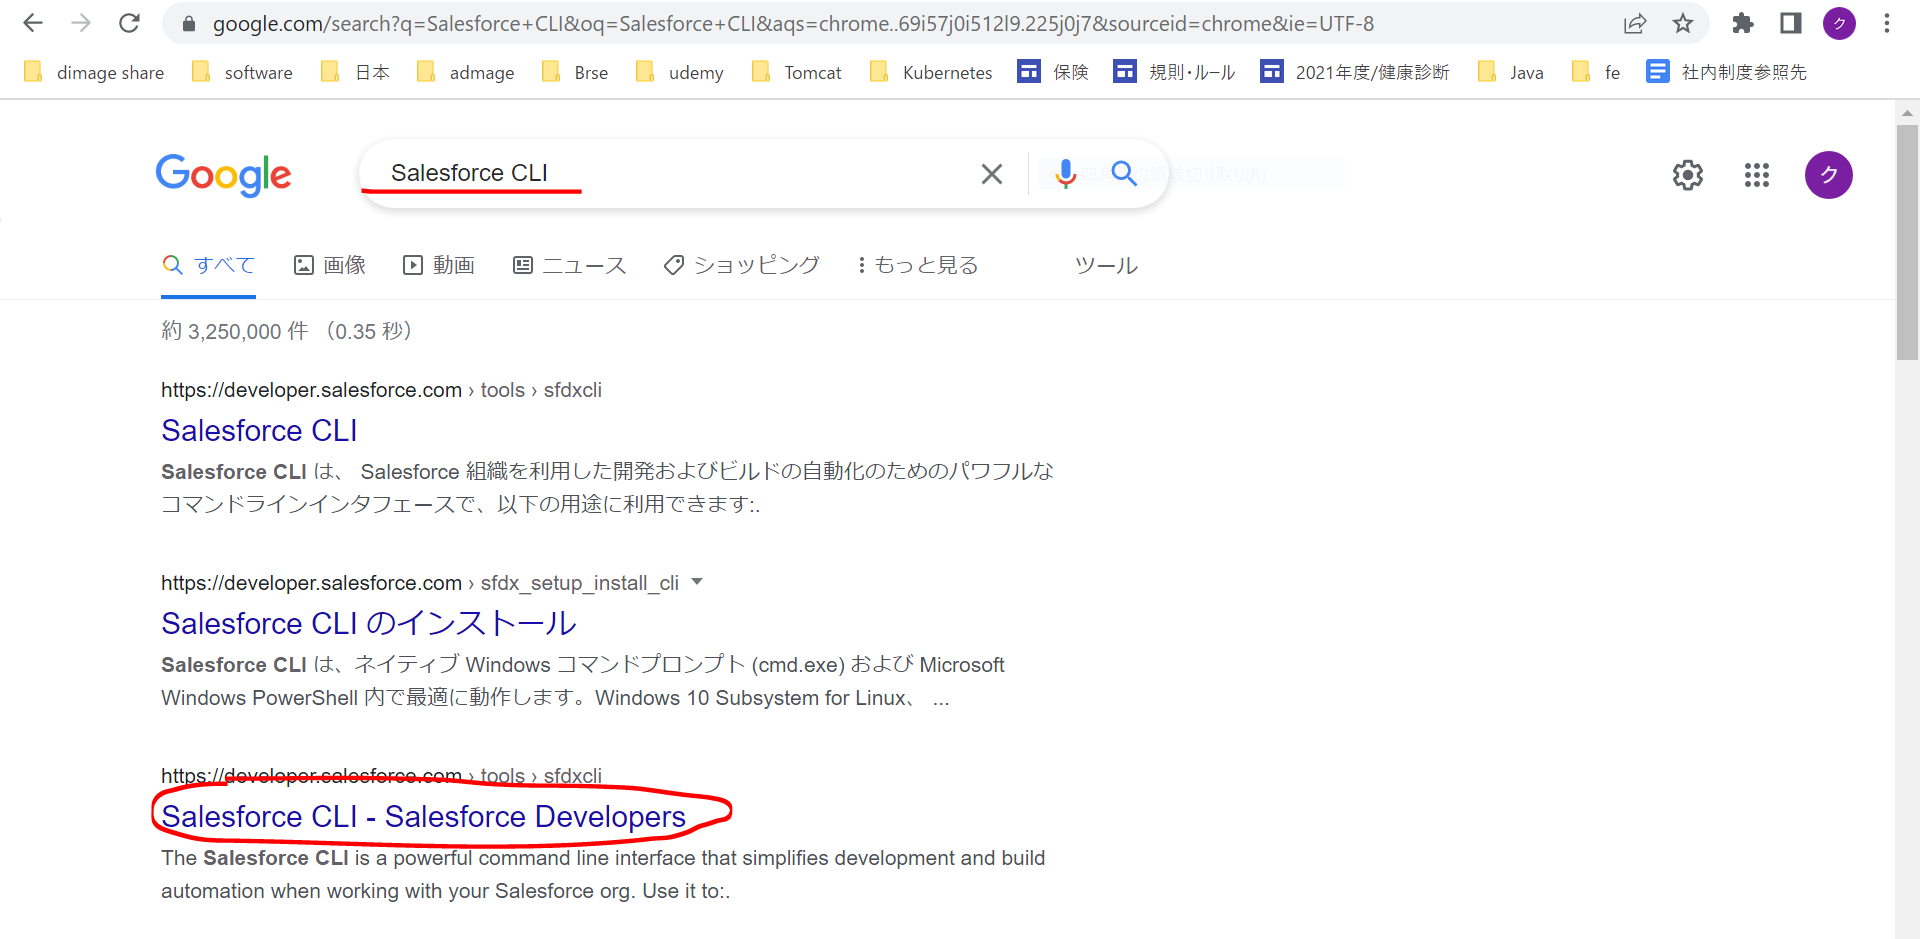 google.com/search?q=Salesforce+CLI&oq=Salesforce+CLI&aqs=chrome..69i57j0i512l9.225j0j7&sourceid=chrome&ie=UTF-8
ク
dimage share software 日本 admage Brse udemy Tomcat Kubernetes 保険 規則・ルール 2021年度/健康診断 Java fe 社内制度参照先
Google
Salesforce CLI
ク
すべて 画像 動画 ニュース ショッピング もっと見る ツール
約 3,250,000 件 (0.35 秒)
https://developer.salesforce.com › tools › sfdxcli
Salesforce CLI
Salesforce CLI は、 Salesforce 組織を利用した開発およびビルドの自動化のためのパワフルな
コマンドラインインタフェースで、以下の用途に利用できます:.
https://developer.salesforce.com › sfdx_setup_install_cli
Salesforce CLI のインストール
Salesforce CLI は、ネイティブ Windows コマンドプロンプト (cmd.exe) および Microsoft
Windows PowerShell 内で最適に動作します。Windows 10 Subsystem for Linux、 ...
https://developer.salesforce.com › tools › sfdxcli
Salesforce CLI - Salesforce Developers
The Salesforce CLI is a powerful command line interface that simplifies development and build
automation when working with your Salesforce org. Use it to:.